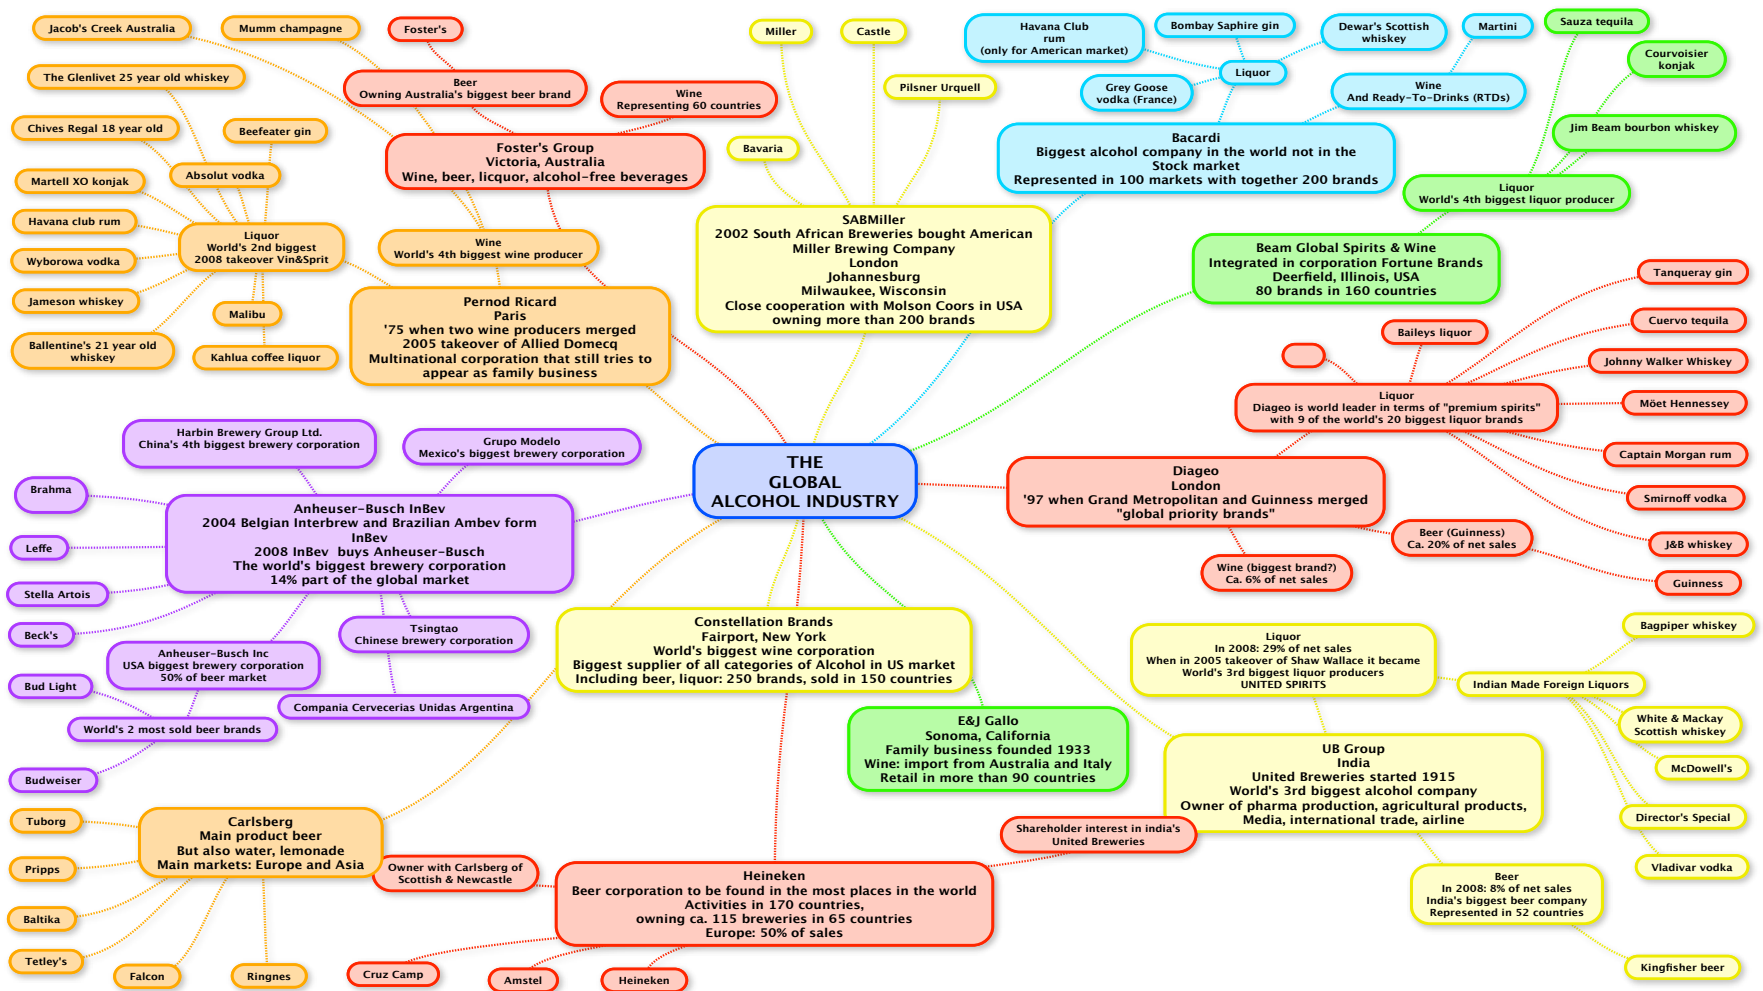 Jacob's Creek Australia
Mumm champagne
Foster's
The Glenlivet 25 year old whiskey
Beer
Owning Australia's biggest beer brand
Wine
Representing 60 countries
Chives Regal 18 year old
Beefeater gin
Absolut vodka
Martell XO konjak
Havana club rum
Wyborowa vodka
Jameson whiskey
Ballentine's 21 year old
whiskey
Malibu
Kahlua coffee liquor
Liquor
World's 2nd biggest
2008 takeover Vin&Sprit
Foster's Group
Victoria, Australia
Wine, beer, licquor, alcohol-free beverages
Wine
World's 4th biggest wine producer
Pernod Ricard
Paris
'75 when two wine producers merged
2005 takeover of Allied Domecq
Multinational corporation that still tries to
appear as family business
Miller
Castle
Pilsner Urquell
Bavaria
SABMiller
2002 South African Breweries bought American
Miller Brewing Company
London
Johannesburg
Milwaukee, Wisconsin
Close cooperation with Molson Coors in USA
owning more than 200 brands
Havana Club
rum
(only for American market)
Bombay Saphire gin
Dewar's Scottish
whiskey
Martini
Liquor
Grey Goose
vodka (France)
Wine
And Ready-To-Drinks (RTDs)
Bacardi
Biggest alcohol company in the world not in the
Stock market
Represented in 100 markets with together 200 brands
Sauza tequila
Courvoisier
konjak
Jim Beam bourbon whiskey
Liquor
World's 4th biggest liquor producer
Beam Global Spirits & Wine
Integrated in corporation Fortune Brands
Deerfield, Illinois, USA
80 brands in 160 countries
Tanqueray gin
Cuervo tequila
Baileys liquor
Johnny Walker Whiskey
Möet Hennessey
Captain Morgan rum
Smirnoff vodka
J&B whiskey
Guinness
Liquor
Diageo is world leader in terms of "premium spirits"
with 9 of the world's 20 biggest liquor brands
Diageo
London
'97 when Grand Metropolitan and Guinness merged
"global priority brands"
Beer (Guinness)
Ca. 20% of net sales
Wine (biggest brand?)
Ca. 6% of net sales
THE
GLOBAL
ALCOHOL INDUSTRY
Harbin Brewery Group Ltd.
China's 4th biggest brewery corporation
Grupo Modelo
Mexico's biggest brewery corporation
Brahma
Leffe
Stella Artois
Beck's
Anheuser-Busch InBev
2004 Belgian Interbrew and Brazilian Ambev form
InBev
2008 InBev  buys Anheuser-Busch
The world's biggest brewery corporation
14% part of the global market
Anheuser-Busch Inc
USA biggest brewery corporation
50% of beer market
Tsingtao
Chinese brewery corporation
Compania Cervecerias Unidas Argentina
Bud Light
World's 2 most sold beer brands
Budweiser
Constellation Brands
Fairport, New York
World's biggest wine corporation
Biggest supplier of all categories of Alcohol in US market
Including beer, liquor: 250 brands, sold in 150 countries
E&J Gallo
Sonoma, California
Family business founded 1933
Wine: import from Australia and Italy
Retail in more than 90 countries
Liquor
In 2008: 29% of net sales
When in 2005 takeover of Shaw Wallace it became
World's 3rd biggest liquor producers
UNITED SPIRITS
Indian Made Foreign Liquors
Bagpiper whiskey
White & Mackay
Scottish whiskey
McDowell's
Director's Special
Vladivar vodka
UB Group
India
United Breweries started 1915
World's 3rd biggest alcohol company
Owner of pharma production, agricultural products,
Media, international trade, airline
Beer
In 2008: 8% of net sales
India's biggest beer company
Represented in 52 countries
Kingfisher beer
Shareholder interest in india's
United Breweries
Tuborg
Pripps
Baltika
Tetley's
Falcon
Ringnes
Carlsberg
Main product beer
But also water, lemonade
Main markets: Europe and Asia
Owner with Carlsberg of
Scottish & Newcastle
Heineken
Beer corporation to be found in the most places in the world
Activities in 170 countries,
owning ca. 115 breweries in 65 countries
Europe: 50% of sales
Cruz Camp
Amstel
Heineken